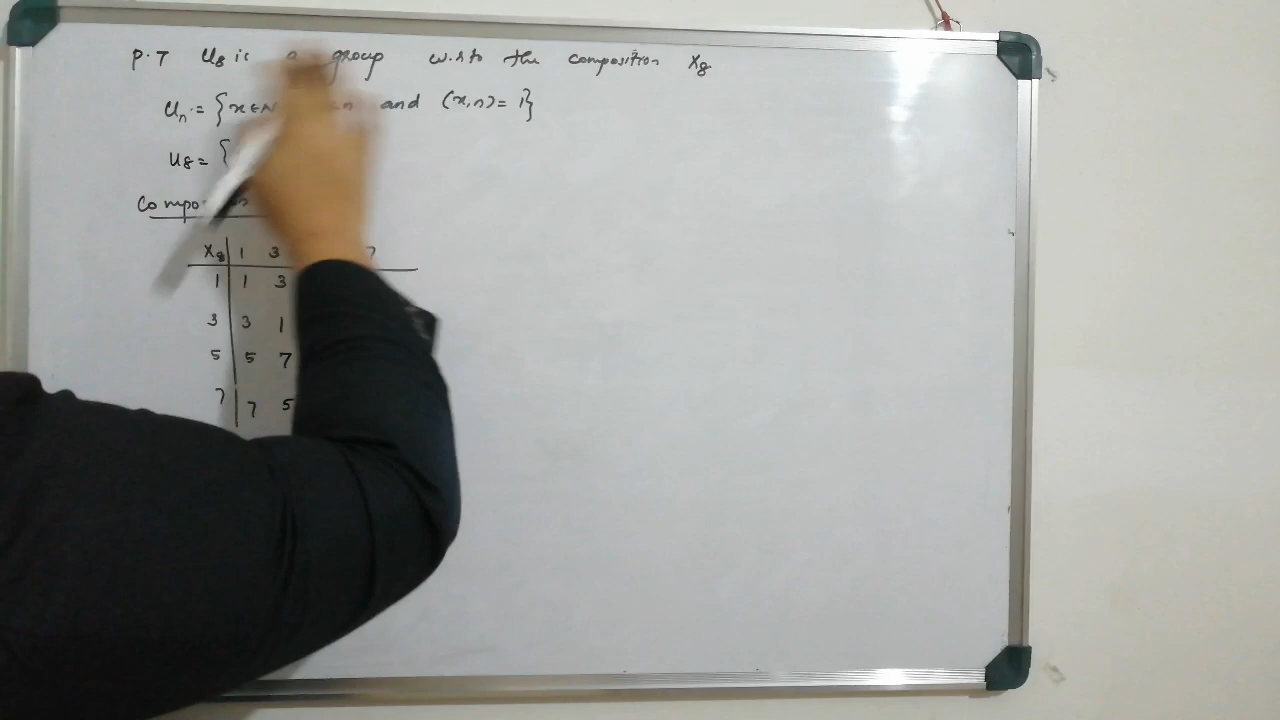 P.T U₈ is a group w.r.to the composition X₈
Uₙ = {x∈N and (x,n)=1}
U8 = {
X₈ 1 3 7
1 1 3
3 3 1
5 5 7
7 7 5